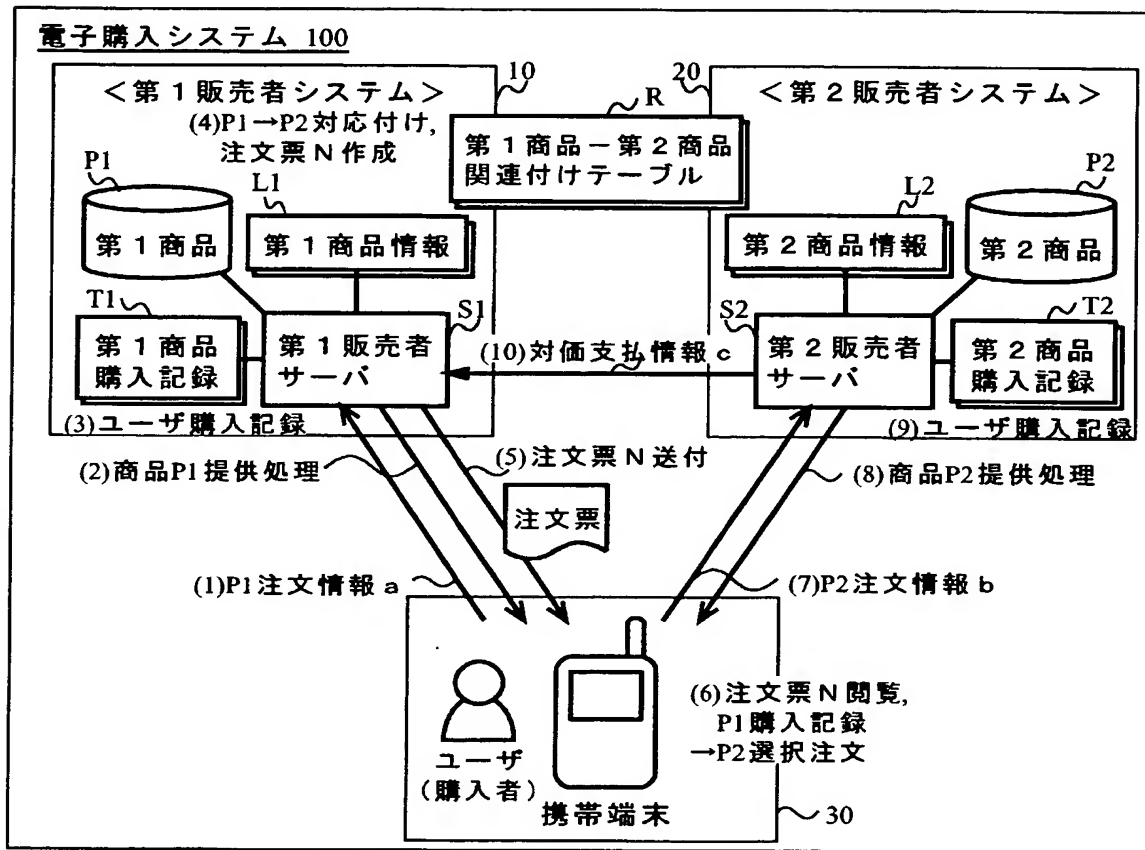 電子購入システム 100
10
20
<第1販売者システム>
R
<第2販売者システム>
(4)P1→P2対応付け,
注文票N作成
第1商品－第2商品
関連付けテーブル
P1
L1
L2
P2
第1商品
第1商品情報
第2商品情報
第2商品
T1
S1
S2
T2
第1商品
購入記録
第1販売者
サーバ
(10)対価支払情報c
第2販売者
サーバ
第2商品
購入記録
(3)ユーザ購入記録
(9)ユーザ購入記録
(2)商品P1提供処理
(5)注文票N送付
(8)商品P2提供処理
注文票
(1)P1注文情報a
(7)P2注文情報b
(6)注文票N閲覧,
P1購入記録
→P2選択注文
ユーザ
(購入者)
携帯端末
30